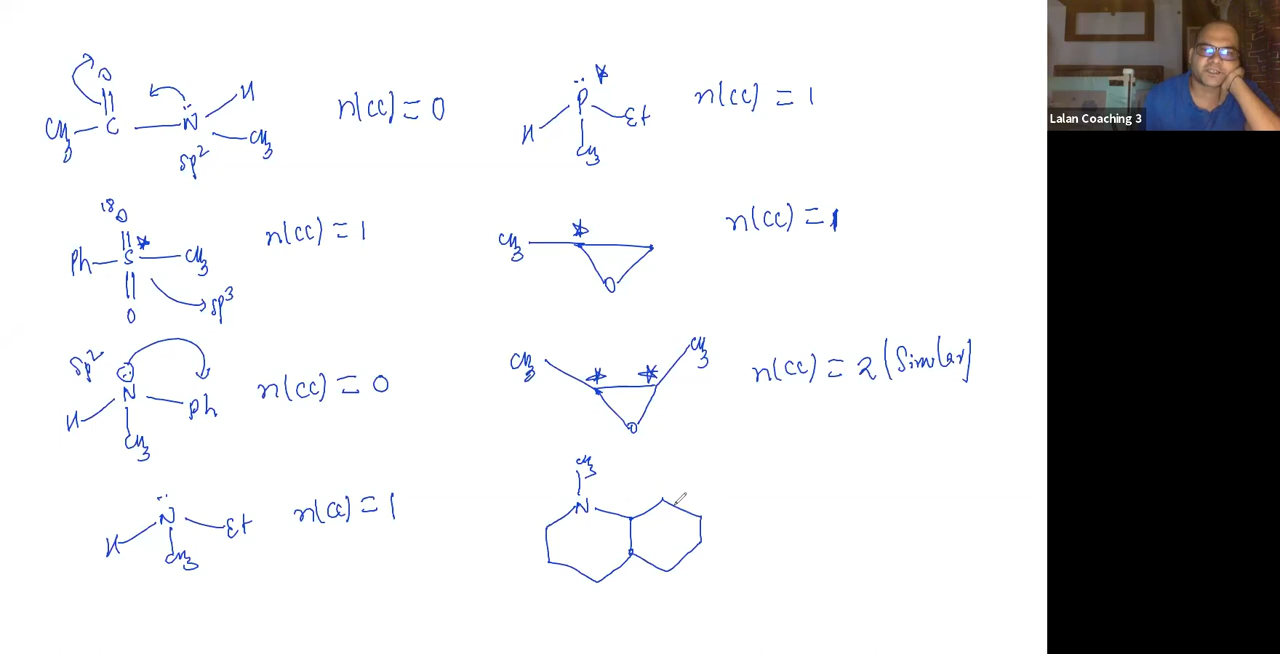 O
CH3 C N̈ H CH3 n(cc) = 0
sp²
P̈ * H Et CH3 n(cc) = 1
18O
Ph S * CH3 n(cc) = 1
O sp³
CH3 * O n(cc) = 1
sp²
H N Ph CH3 n(cc) = 0
CH3 * * CH3 O n(cc) = 2 (Similar)
H N̈ Et CH3 n(cc) = 1
CH3
N
Lalan Coaching 3